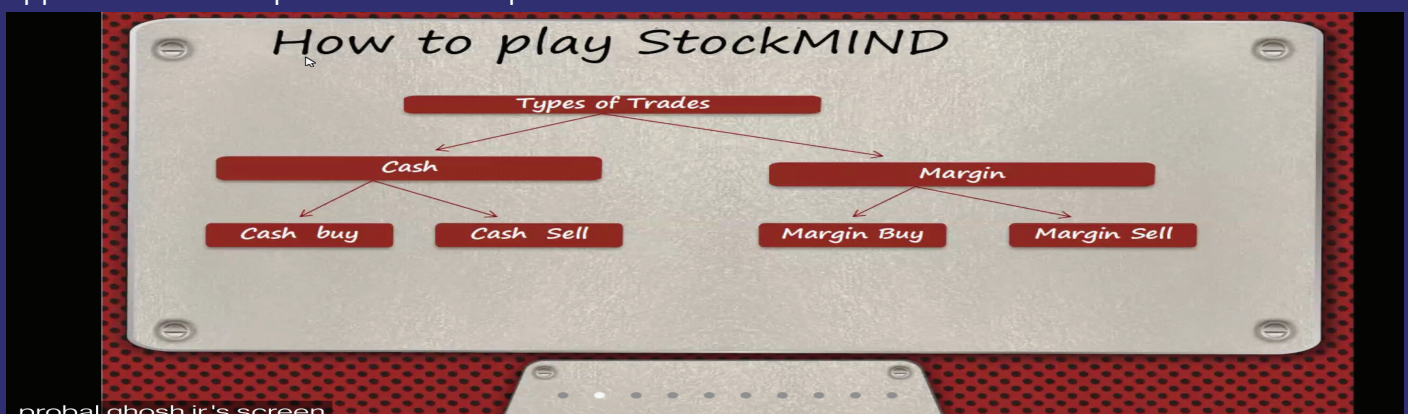 How to play StockMIND
Types of Trades
Cash
Margin
Cash buy
Cash Sell
Margin Buy
Margin Sell
probal ghosh jr.'s screen